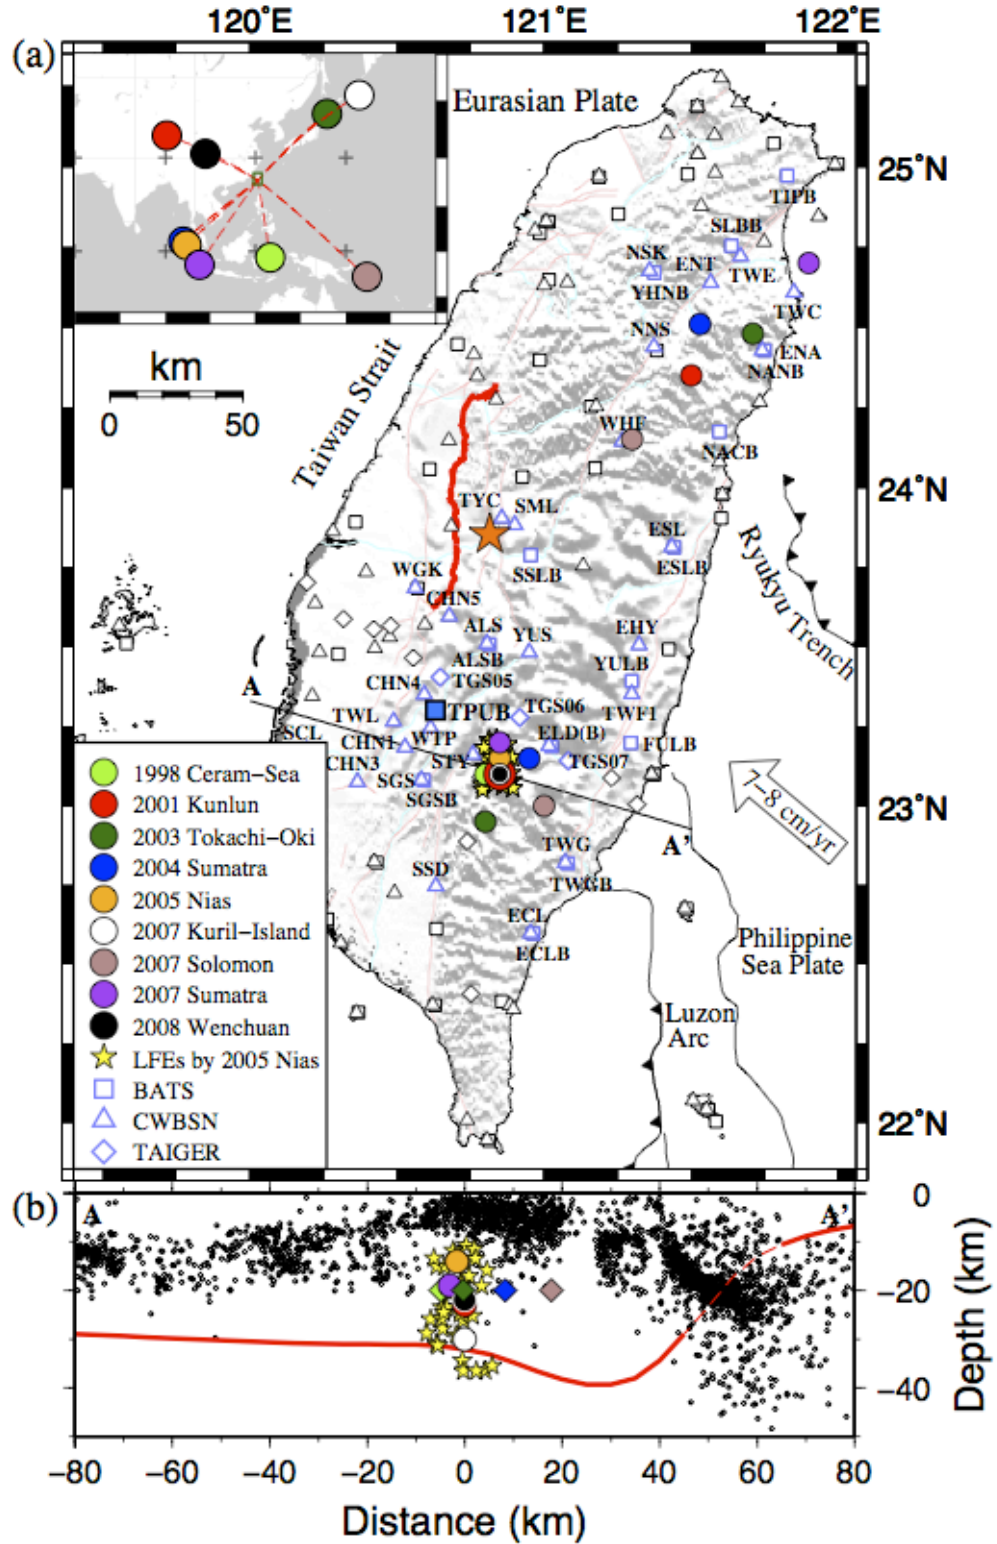 120°E 121°E 122°E
(a)
Eurasian Plate
25°N
TIPB
SLBB
NSK ENT TWE
YHNB
TWC
km
NNS
ENA
NANB
0 50
Taiwan Strait
WHF
NACB
24°N
TYC SML
ESL
SSLB ESLB
WGK
CHN5
Ryukyu Trench
ALS YUS EHY
ALSB YULB
CHN4 TGS05
A
TPUB TGS06 TWF1
TWL
SCL CHN1 WTP ELD(B) FULB
STY TGS07
CHN3 SGS
SGSB
7-8 cm/yr
23°N
A'
TWG
SSD TWGB
ECL
ECLB
Philippine
Sea Plate
Luzon
Arc
22°N
1998 Ceram-Sea
2001 Kunlun
2003 Tokachi-Oki
2004 Sumatra
2005 Nias
2007 Kuril-Island
2007 Solomon
2007 Sumatra
2008 Wenchuan
LFEs by 2005 Nias
BATS
CWBSN
TAIGER
(b)
A A'
0
-20
-40
Depth (km)
-80 -60 -40 -20 0 20 40 60 80
Distance (km)